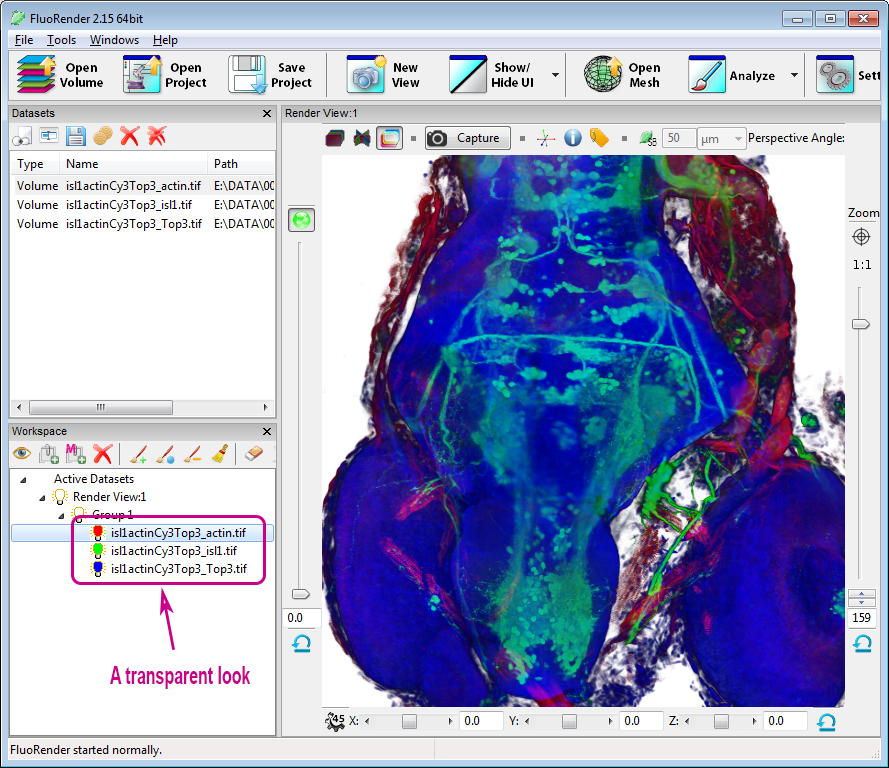 FluoRender 2.15 64bit
File Tools Windows Help
Open Volume
Open Project
Save Project
New View
Show/ Hide UI
Open Mesh
Analyze
Sett
Datasets
Render View:1
Capture
SB
50
µm
Perspective Angle:
Type Name Path
Volume isl1actinCy3Top3_actin.tif E:\DATA\00
Volume isl1actinCy3Top3_isl1.tif E:\DATA\00
Volume isl1actinCy3Top3_Top3.tif E:\DATA\00
Zoom
1:1
Workspace
M
Active Datasets
Render View:1
Group 1
isl1actinCy3Top3_actin.tif
isl1actinCy3Top3_isl1.tif
isl1actinCy3Top3_Top3.tif
0.0
159
A transparent look
45 X: 0.0 Y: 0.0 Z: 0.0
FluoRender started normally.